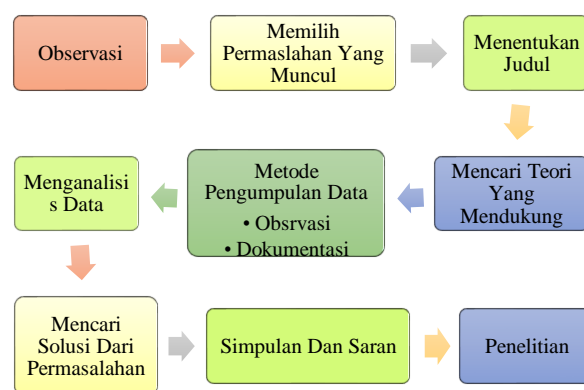 Observasi
Memilih
Permaslahan Yang
Muncul
Menentukan
Judul
Mencari Teori
Yang
Mendukung
Metode
Pengumpulan Data
• Obsrvasi
• Dokumentasi
Menganalisi
s Data
Mencari
Solusi Dari
Permasalahan
Simpulan Dan Saran
Penelitian